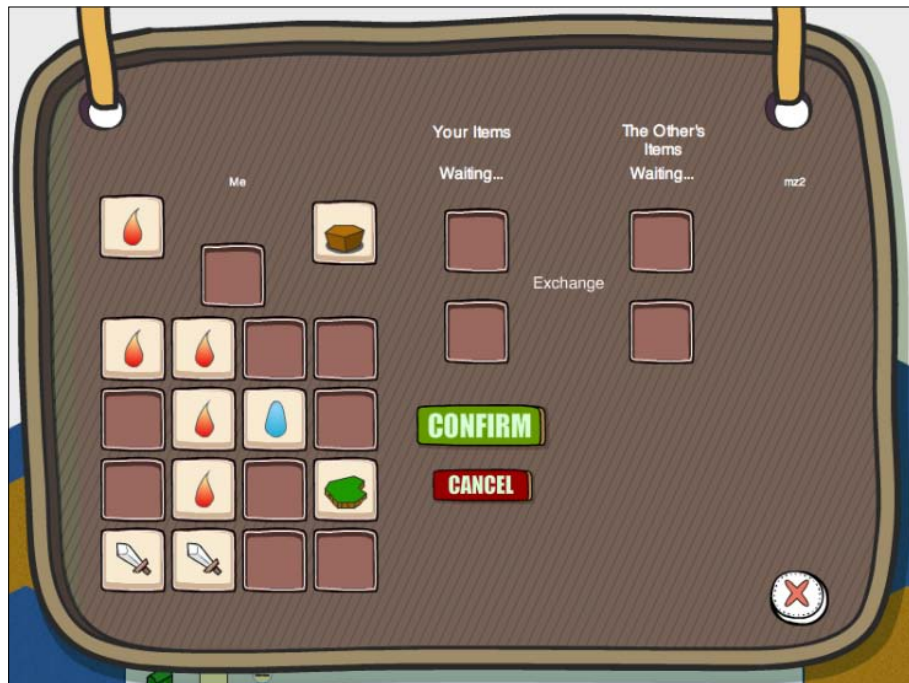 Your Items
The Other's
Items
Waiting...
Waiting...
Me
mz2
Exchange
CONFIRM
CANCEL